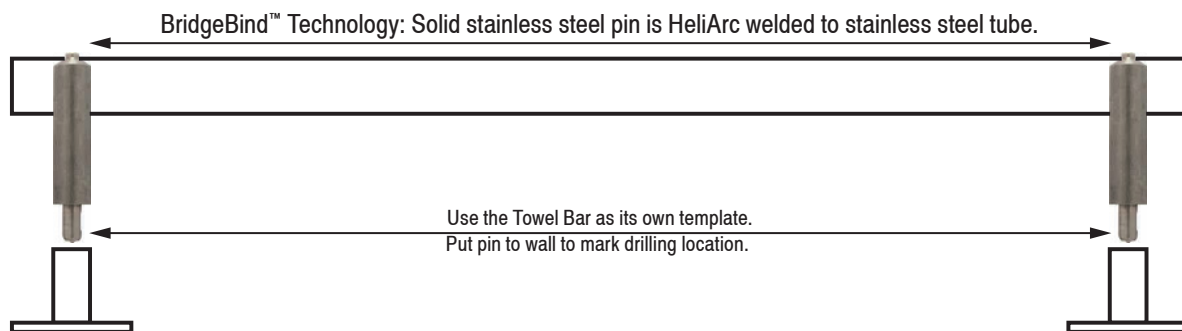 BridgeBind™ Technology: Solid stainless steel pin is HeliArc welded to stainless steel tube.
Use the Towel Bar as its own template.
Put pin to wall to mark drilling location.